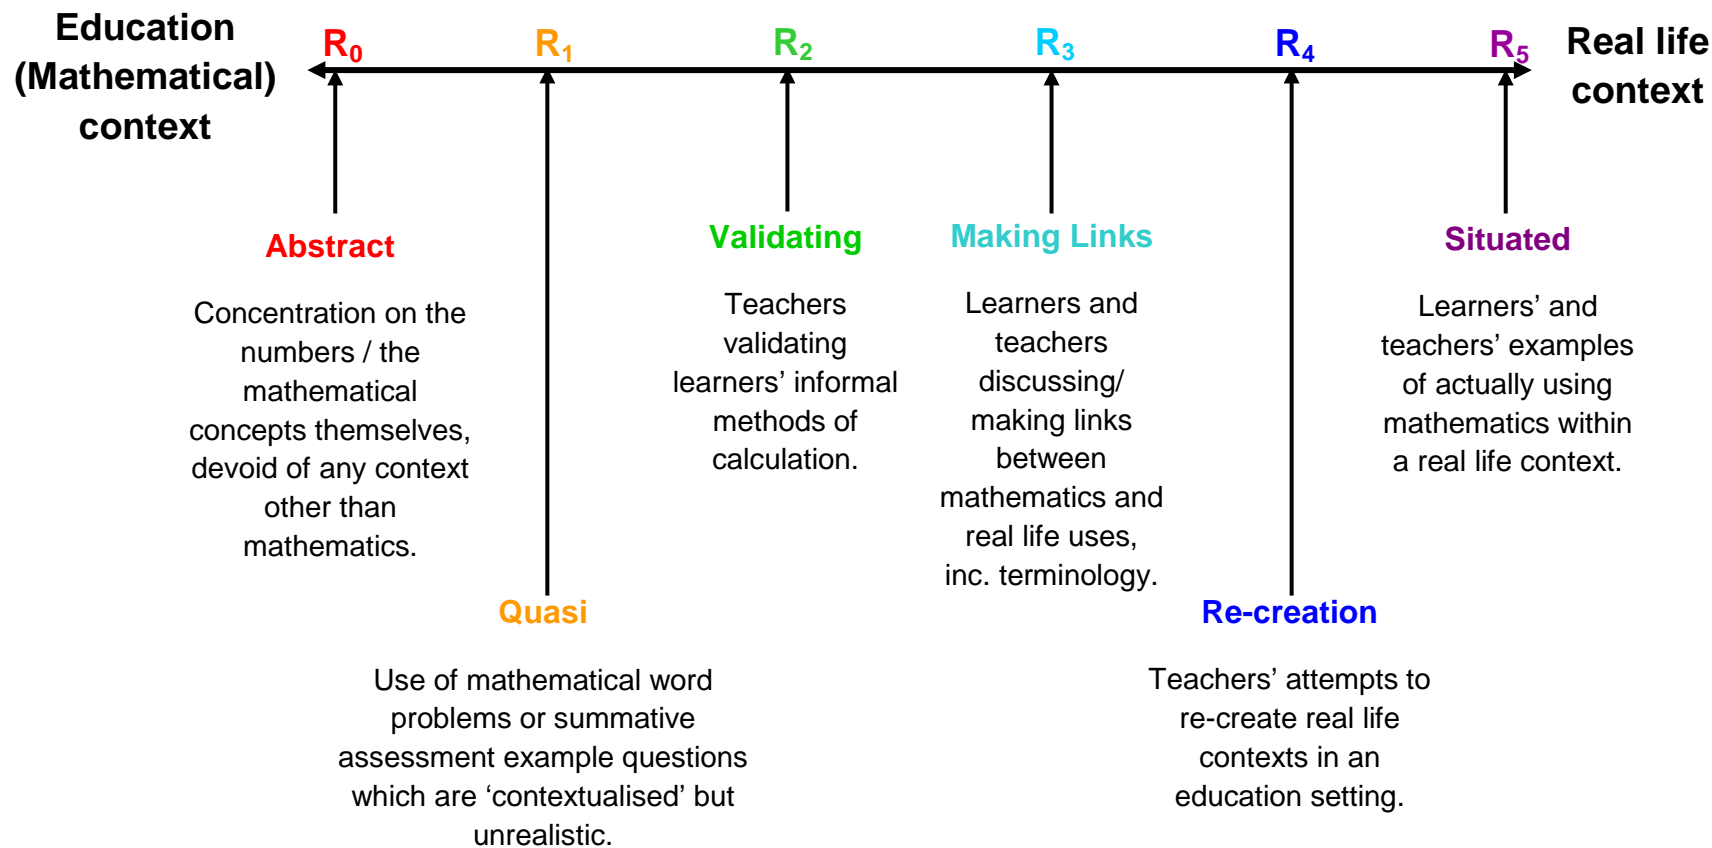 Education
(Mathematical)
context
R0
R1
R2
R3
R4
R5
Real life
context
Abstract
Concentration on the
numbers / the
mathematical
concepts themselves,
devoid of any context
other than
mathematics.
Quasi
Use of mathematical word
problems or summative
assessment example questions
which are ‘contextualised’ but
unrealistic.
Validating
Teachers
validating
learners’ informal
methods of
calculation.
Making Links
Learners and
teachers
discussing/
making links
between
mathematics and
real life uses,
inc. terminology.
Re-creation
Teachers’ attempts to
re-create real life
contexts in an
education setting.
Situated
Learners’ and
teachers’ examples
of actually using
mathematics within
a real life context.